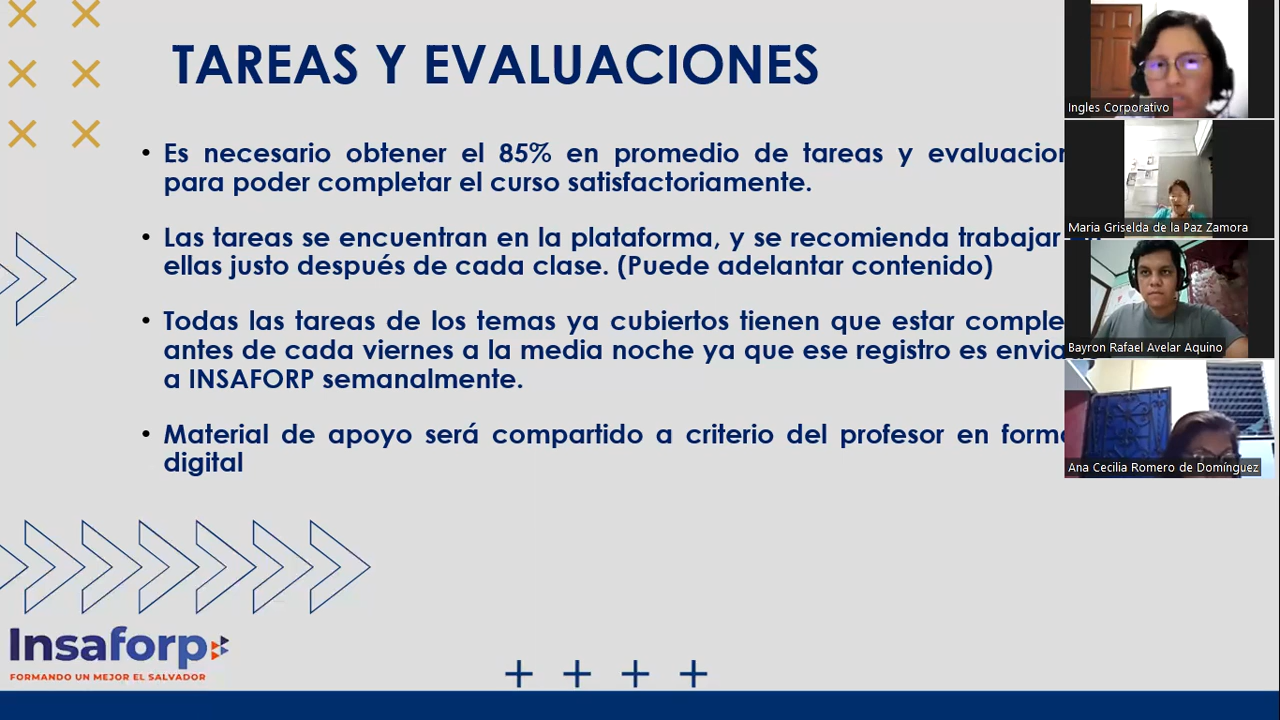 TAREAS Y EVALUACIONES
• Es necesario obtener el 85% en promedio de tareas y evaluacion
para poder completar el curso satisfactoriamente.
• Las tareas se encuentran en la plataforma, y se recomienda trabajar
ellas justo después de cada clase. (Puede adelantar contenido)
• Todas las tareas de los temas ya cubiertos tienen que estar comple
antes de cada viernes a la media noche ya que ese registro es envia
a INSAFORP semanalmente.
• Material de apoyo será compartido a criterio del profesor en forma
digital
Insaforp
FORMANDO UN MEJOR EL SALVADOR
Ingles Corporativo
Maria Griselda de la Paz Zamora
Bayron Rafael Avelar Aquino
Ana Cecilia Romero de Domínguez